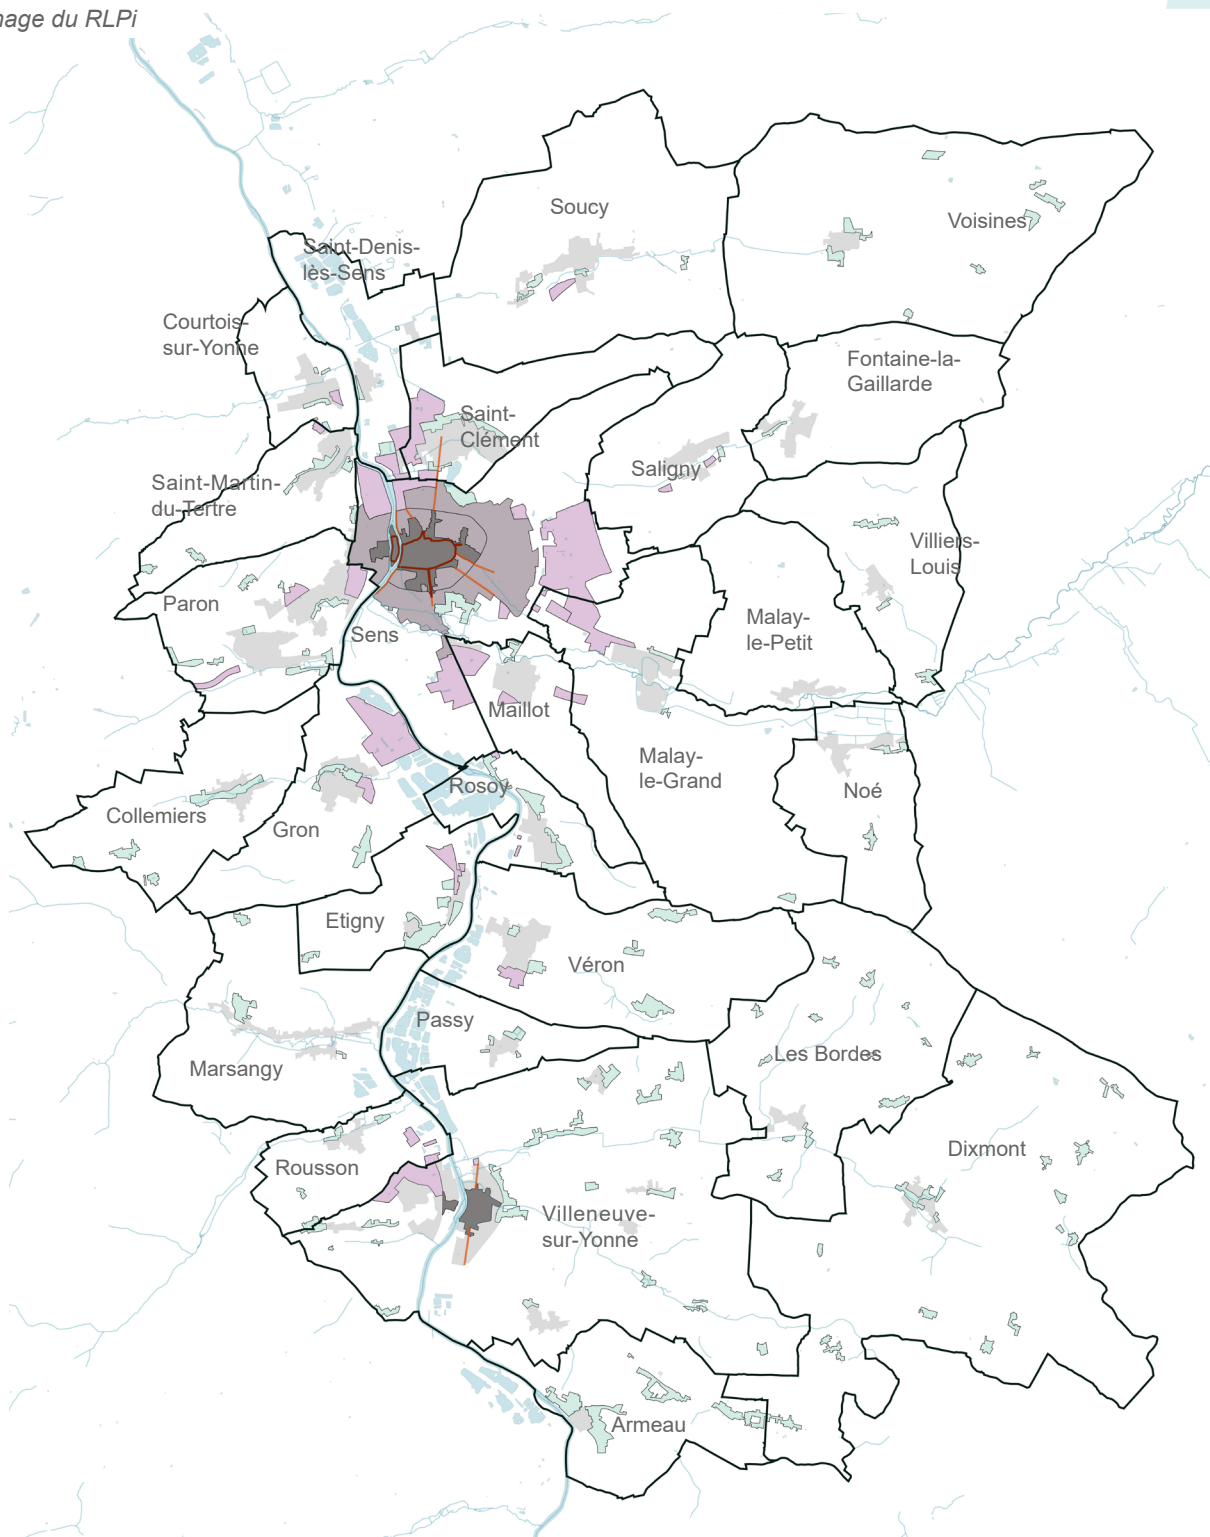 du RLPi
Soucy
Voisines
Saint-Denis-
lès-Sens
Courtois-
sur-Yonne
Fontaine-la-
Gaillarde
Saint-
Clément
Saligny
Saint-Martin-
du-Tertre
Villiers-
Louis
Paron
Malay-
le-Petit
Sens
Maillot
Malay-
le-Grand
Rosoy
Noé
Collemiers
Gron
Etigny
Véron
Passy
Les Bordes
Marsangy
Dixmont
Rousson
Villeneuve-
sur-Yonne
Armeau